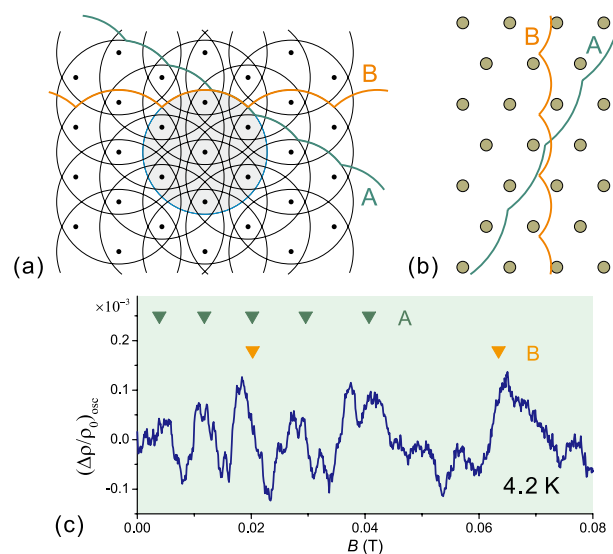 B
A
(a)
B
A
(b)
×10⁻³
0.2
0.1
0.0
-0.1
(Δρ/ρ₀)osc
A
B
4.2 K
0.00
0.02
0.04
0.06
0.08
B (T)
(c)